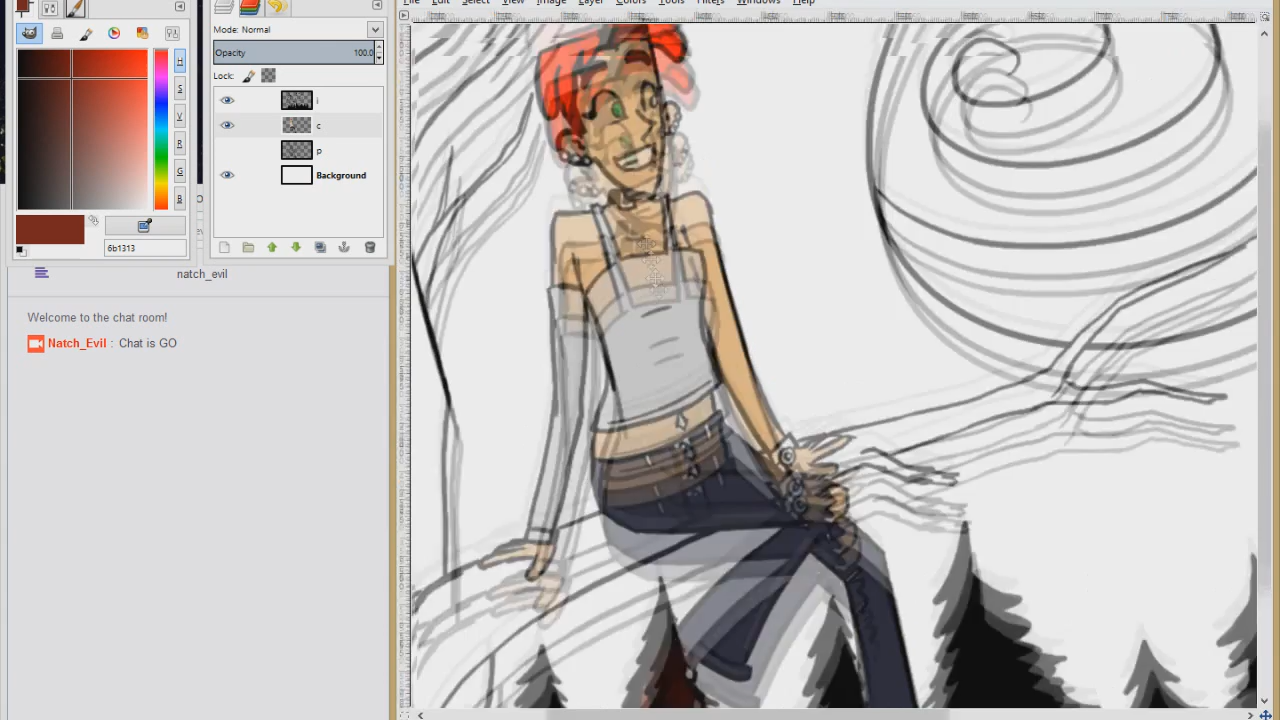 File Edit Select View Image Layer Colors Tools Filters Windows Help
Mode: Normal
Opacity 100.0
Lock:
i
c
p
Background
H
S
V
R
G
B
6b1313
natch_evil
Welcome to the chat room!
Natch_Evil : Chat is GO